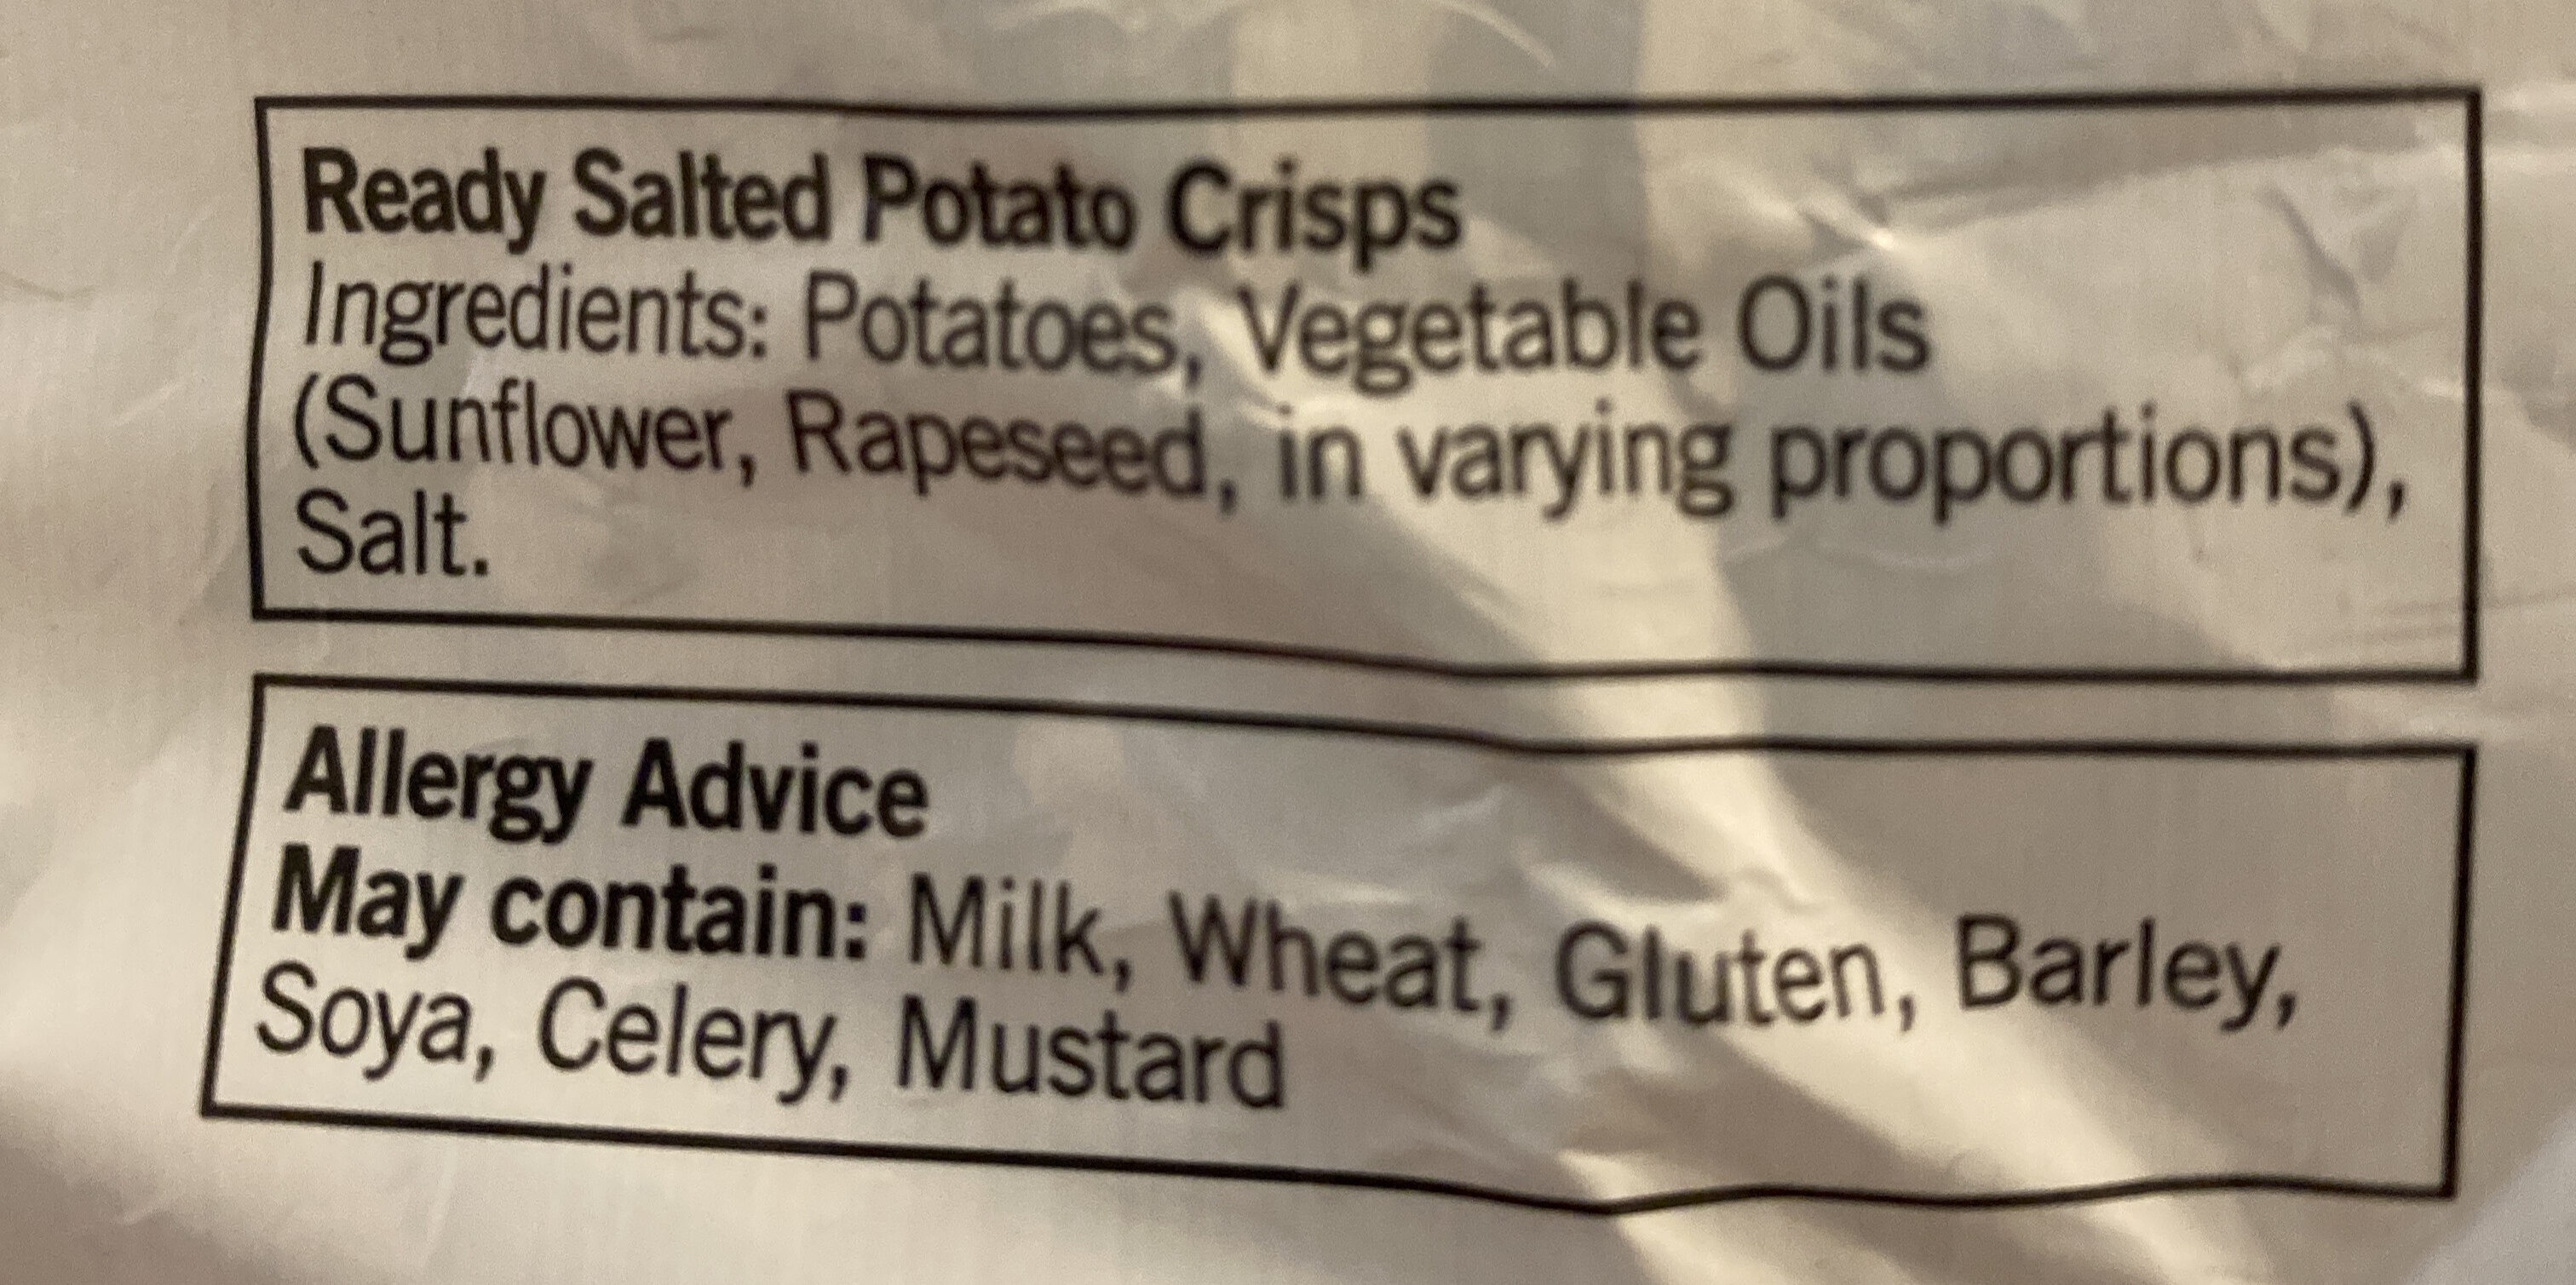 Ready Salted Potato Crisps
Ingredients: Potatoes, Vegetable Oils
(Sunflower, Rapeseed, in varying proportions),
Salt.
Allergy Advice
May contain: Milk, Wheat, Gluten, Barley,
Soya, Celery, Mustard